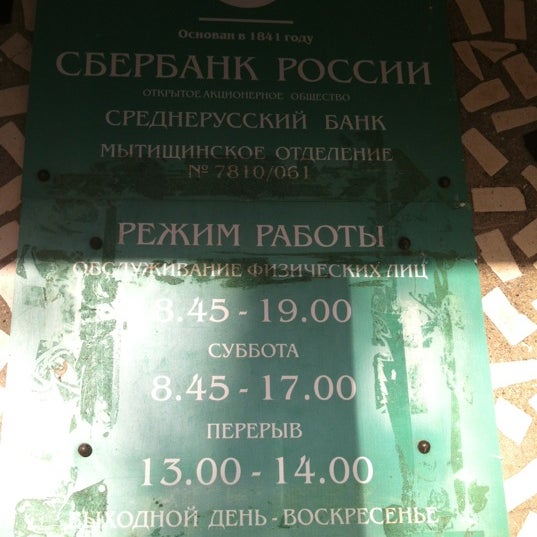 Основан в 1841 году
СБЕРБАНК РОССИИ
ОТКРЫТОЕ АКЦИОНЕРНОЕ ОБЩЕСТВО
СРЕДНЕРУССКИЙ БАНК
МЫТИЩИНСКОЕ ОТДЕЛЕНИЕ
№ 7810/061
РЕЖИМ РАБОТЫ
ОБСЛУЖИВАНИЕ ФИЗИЧЕСКИХ ЛИЦ
8.45 - 19.00
СУББОТА
8.45 - 17.00
ПЕРЕРЫВ
13.00 - 14.00
ВЫХОДНОЙ ДЕНЬ - ВОСКРЕСЕНЬЕ